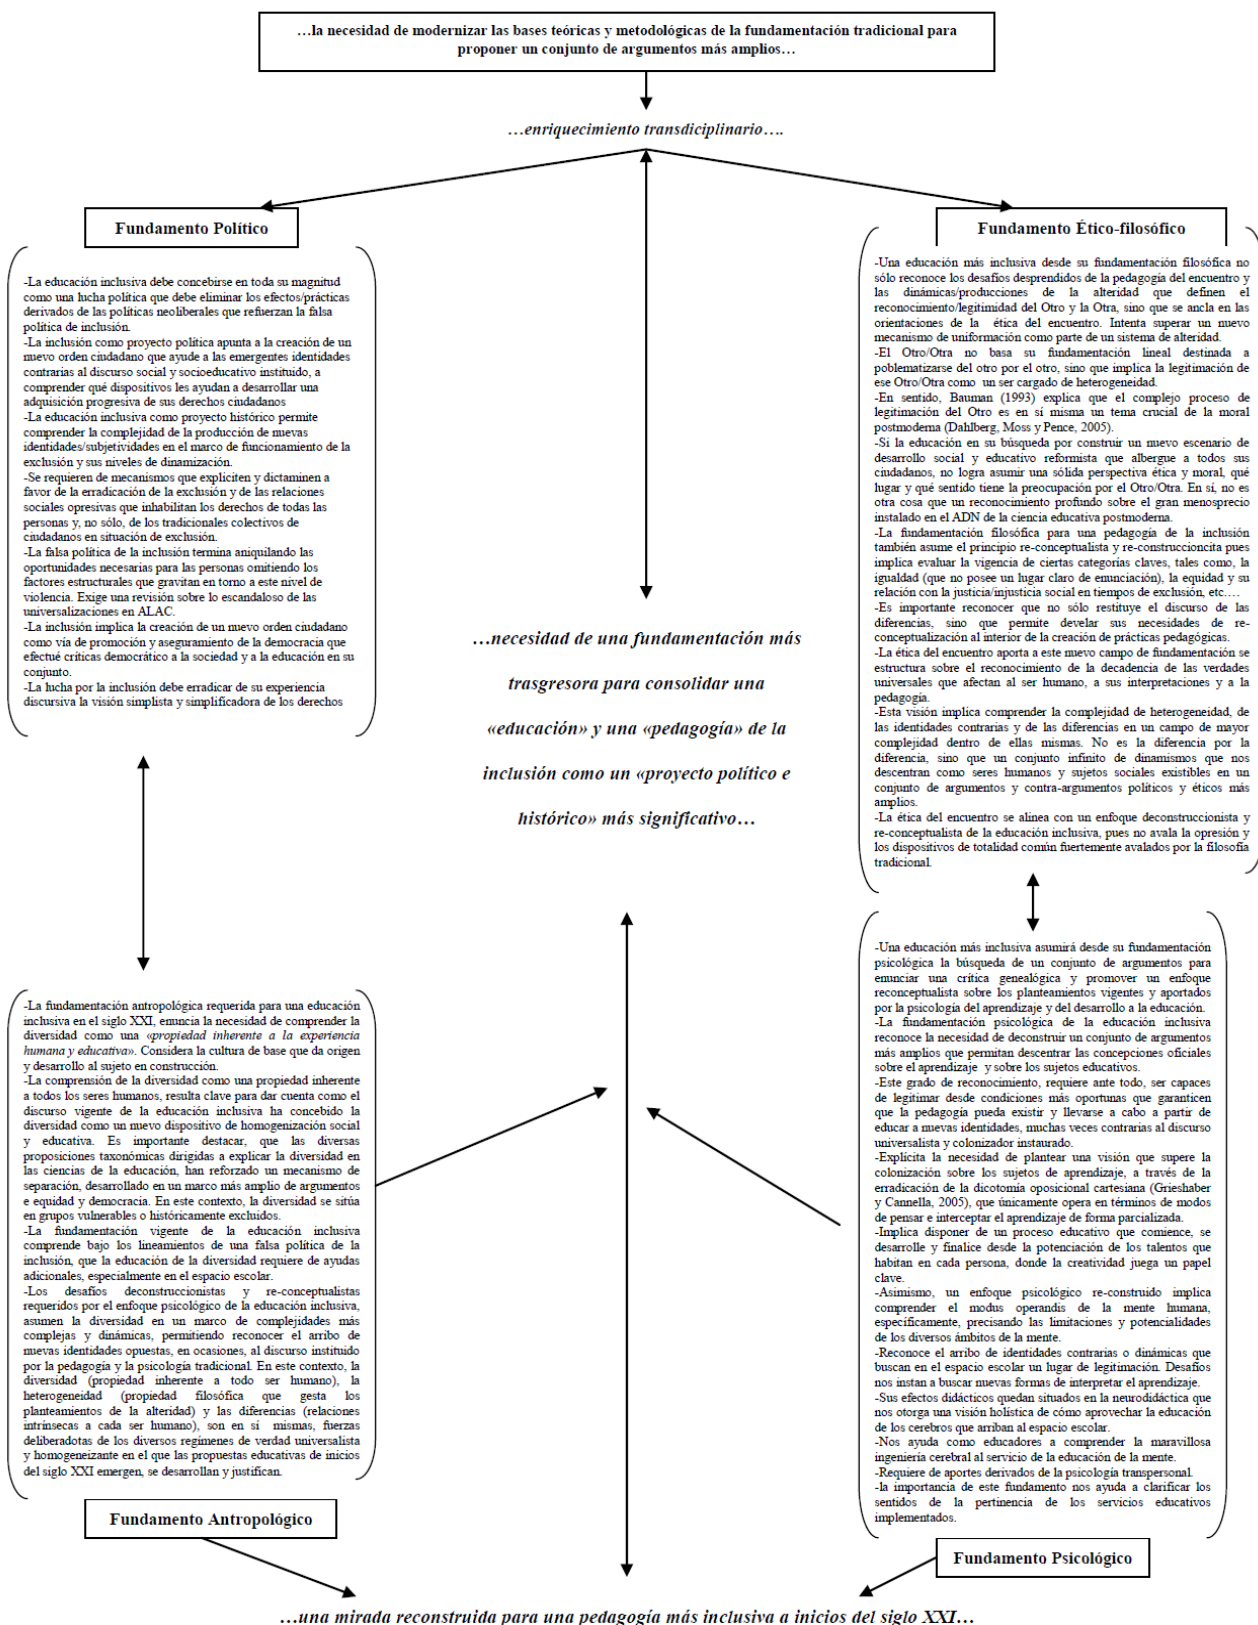 …la necesidad de modernizar las bases teóricas y metodológicas de la fundamentación tradicional para
proponer un conjunto de argumentos más amplios…
…enriquecimiento transdiciplinario….
Fundamento Político
-La educación inclusiva debe concebirse en toda su magnitud
como una lucha política que debe eliminar los efectos/prácticas
derivados de las políticas neoliberales que refuerzan la falsa
política de inclusión.
-La inclusión como proyecto política apunta a la creación de un
nuevo orden ciudadano que ayude a las emergentes identidades
contrarias al discurso social y socioeducativo instituido, a
comprender qué dispositivos les ayudan a desarrollar una
adquisición progresiva de sus derechos ciudadanos
-La educación inclusiva como proyecto histórico permite
comprender la complejidad de la producción de nuevas
identidades/subjetividades en el marco de funcionamiento de la
exclusión y sus niveles de dinamización.
-Se requieren de mecanismos que expliciten y dictaminen a
favor de la erradicación de la exclusión y de las relaciones
sociales opresivas que inhabilitan los derechos de todas las
personas y, no sólo, de los tradicionales colectivos de
ciudadanos en situación de exclusión.
-La falsa política de la inclusión termina aniquilando las
oportunidades necesarias para las personas omitiendo los
factores estructurales que gravitan en torno a este nivel de
violencia. Exige una revisión sobre lo escandaloso de las
universalizaciones en ALAC.
-La inclusión implica la creación de un nuevo orden ciudadano
como vía de promoción y aseguramiento de la democracia que
efectué críticas democrático a la sociedad y a la educación en su
conjunto.
-La lucha por la inclusión debe erradicar de su experiencia
discursiva la visión simplista y simplificadora de los derechos
Fundamento Ético-filosófico
-Una educación más inclusiva desde su fundamentación filosófica no
sólo reconoce los desafíos desprendidos de la pedagogía del encuentro y
las dinámicas/producciones de la alteridad que definen el
reconocimiento/legitimidad del Otro y la Otra, sino que se ancla en las
orientaciones de la ética del encuentro. Intenta superar un nuevo
mecanismo de uniformación como parte de un sistema de alteridad.
-El Otro/Otra no basa su fundamentación lineal destinada a
poblematizarse del otro por el otro, sino que implica la legitimación de
ese Otro/Otra como un ser cargado de heterogeneidad.
-En sentido, Bauman (1993) explica que el complejo proceso de
legitimación del Otro es en sí misma un tema crucial de la moral
postmoderna (Dahlberg, Moss y Pence, 2005).
-Si la educación en su búsqueda por construir un nuevo escenario de
desarrollo social y educativo reformista que albergue a todos sus
ciudadanos, no logra asumir una sólida perspectiva ética y moral, qué
lugar y qué sentido tiene la preocupación por el Otro/Otra. En sí, no es
otra cosa que un reconocimiento profundo sobre el gran menosprecio
instalado en el ADN de la ciencia educativa postmoderna.
-La fundamentación filosófica para una pedagogía de la inclusión
también asume el principio re-conceptualista y re-construccioncita pues
implica evaluar la vigencia de ciertas categorías claves, tales como, la
igualdad (que no posee un lugar claro de enunciación), la equidad y su
relación con la justicia/injusticia social en tiempos de exclusión, etc.…
-Es importante reconocer que no sólo restituye el discurso de las
diferencias, sino que permite develar sus necesidades de re-
conceptualización al interior de la creación de prácticas pedagógicas.
-La ética del encuentro aporta a este nuevo campo de fundamentación se
estructura sobre el reconocimiento de la decadencia de las verdades
universales que afectan al ser humano, a sus interpretaciones y a la
pedagogía.
-Esta visión implica comprender la complejidad de heterogeneidad, de
las identidades contrarias y de las diferencias en un campo de mayor
complejidad dentro de ellas mismas. No es la diferencia por la
diferencia, sino que un conjunto infinito de dinamismos que nos
descentran como seres humanos y sujetos sociales existibles en un
conjunto de argumentos y contra-argumentos políticos y éticos más
amplios.
-La ética del encuentro se alinea con un enfoque deconstruccionista y
re-conceptualista de la educación inclusiva, pues no avala la opresión y
los dispositivos de totalidad común fuertemente avalados por la filosofía
tradicional.
…necesidad de una fundamentación más
trasgresora para consolidar una
«educación» y una «pedagogía» de la
inclusión como un «proyecto político e
histórico» más significativo…
-La fundamentación antropológica requerida para una educación
inclusiva en el siglo XXI, enuncia la necesidad de comprender la
diversidad como una «propiedad inherente a la experiencia
humana y educativa». Considera la cultura de base que da origen
y desarrollo al sujeto en construcción.
-La comprensión de la diversidad como una propiedad inherente
a todos los seres humanos, resulta clave para dar cuenta como el
discurso vigente de la educación inclusiva ha concebido la
diversidad como un nuevo dispositivo de homogenización social
y educativa. Es importante destacar, que las diversas
proposiciones taxonómicas dirigidas a explicar la diversidad en
las ciencias de la educación, han reforzado un mecanismo de
separación, desarrollado en un marco más amplio de argumentos
e equidad y democracia. En este contexto, la diversidad se sitúa
en grupos vulnerables o históricamente excluidos.
-La fundamentación vigente de la educación inclusiva
comprende bajo los lineamientos de una falsa política de la
inclusión, que la educación de la diversidad requiere de ayudas
adicionales, especialmente en el espacio escolar.
-Los desafíos deconstruccionistas y re-conceptualistas
requeridos por el enfoque psicológico de la educación inclusiva,
asumen la diversidad en un marco de complejidades más
complejas y dinámicas, permitiendo reconocer el arribo de
nuevas identidades opuestas, en ocasiones, al discurso instituido
por la pedagogía y la psicología tradicional. En este contexto, la
diversidad (propiedad inherente a todo ser humano), la
heterogeneidad (propiedad filosófica que gesta los
planteamientos de la alteridad) y las diferencias (relaciones
intrínsecas a cada ser humano), son en sí mismas, fuerzas
deliberadotas de los diversos regímenes de verdad universalista
y homogeneizante en el que las propuestas educativas de inicios
del siglo XXI emergen, se desarrollan y justifican.
Fundamento Antropológico
-Una educación más inclusiva asumirá desde su fundamentación
psicológica la búsqueda de un conjunto de argumentos para
enunciar una crítica genealógica y promover un enfoque
reconceptualista sobre los planteamientos vigentes y aportados
por la psicología del aprendizaje y del desarrollo a la educación.
-La fundamentación psicológica de la educación inclusiva
reconoce la necesidad de deconstruir un conjunto de argumentos
más amplios que permitan descentrar las concepciones oficiales
sobre el aprendizaje y sobre los sujetos educativos.
-Este grado de reconocimiento, requiere ante todo, ser capaces
de legitimar desde condiciones más oportunas que garanticen
que la pedagogía pueda existir y llevarse a cabo a partir de
educar a nuevas identidades, muchas veces contrarias al discurso
universalista y colonizador instaurado.
-Explícita la necesidad de plantear una visión que supere la
colonización sobre los sujetos de aprendizaje, a través de la
erradicación de la dicotomía oposicional cartesiana (Grieshaber
y Cannella, 2005), que únicamente opera en términos de modos
de pensar e interceptar el aprendizaje de forma parcializada.
-Implica disponer de un proceso educativo que comience, se
desarrolle y finalice desde la potenciación de los talentos que
habitan en cada persona, donde la creatividad juega un papel
clave.
-Asimismo, un enfoque psicológico re-construido implica
comprender el modus operandis de la mente humana,
específicamente, precisando las limitaciones y potencialidades
de los diversos ámbitos de la mente.
-Reconoce el arribo de identidades contrarias o dinámicas que
buscan en el espacio escolar un lugar de legitimación. Desafíos
nos instan a buscar nuevas formas de interpretar el aprendizaje.
-Sus efectos didácticos quedan situados en la neurodidáctica que
nos otorga una visión holística de cómo aprovechar la educación
de los cerebros que arriban al espacio escolar.
-Nos ayuda como educadores a comprender la maravillosa
ingeniería cerebral al servicio de la educación de la mente.
-Requiere de aportes derivados de la psicología transpersonal.
-la importancia de este fundamento nos ayuda a clarificar los
sentidos de la pertinencia de los servicios educativos
implementados.
Fundamento Psicológico
…una mirada reconstruida para una pedagogía más inclusiva a inicios del siglo XXI…